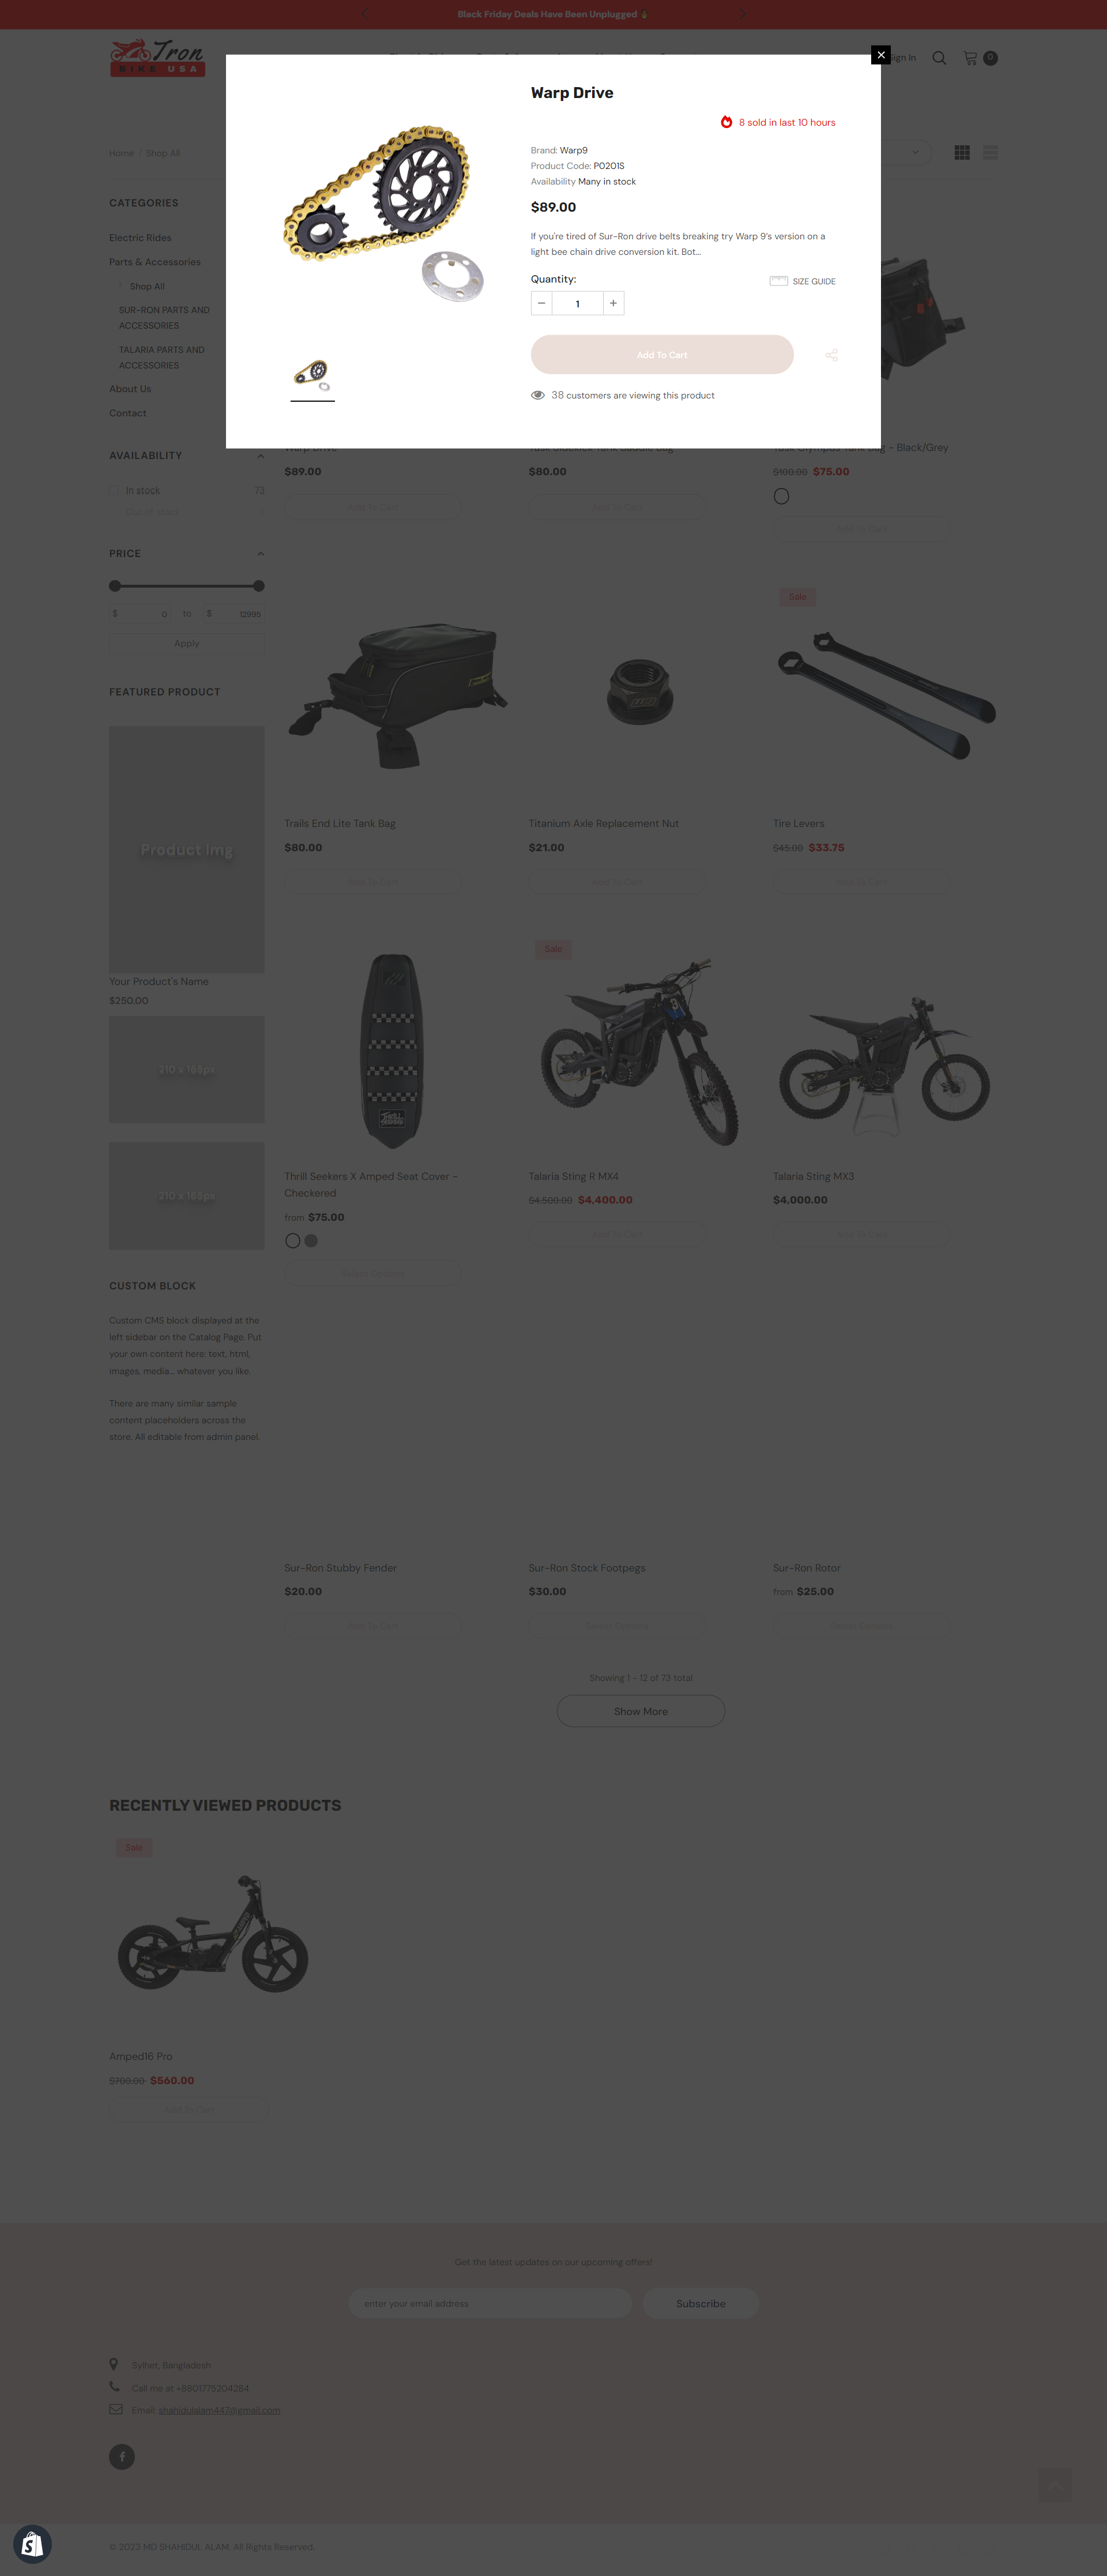 Black Friday Deals Have Been Unplugged
Tron
BIKE USA
Sign In
0
Home / Shop All
Warp Drive
8 sold in last 10 hours
Brand: Warp9
Product Code: P0201S
Availability Many in stock
$89.00
If you're tired of Sur-Ron drive belts breaking try Warp 9's version on a
light bee chain drive conversion kit. Bot...
Quantity:
SIZE GUIDE
1
Add To Cart
38 customers are viewing this product
CATEGORIES
Electric Rides
Parts & Accessories
Shop All
SUR-RON PARTS AND
ACCESSORIES
TALARIA PARTS AND
ACCESSORIES
About Us
Contact
AVAILABILITY
In stock 73
Out of stock
PRICE
$ 0 to $ 12995
Apply
FEATURED PRODUCT
Product Img
Your Product's Name
$250.00
210 x 168px
210 x 168px
CUSTOM BLOCK
Custom CMS block displayed at the
left sidebar on the Catalog Page. Put
your own content here: text, html,
images, media... whatever you like.
There are many similar sample
content placeholders across the
store. All editable from admin panel.
Warp Drive
$89.00
Add To Cart
Tusk Sidekick Tank Saddle Bag
$80.00
Add To Cart
Tusk Olympus Tank Bag - Black/Grey
$100.00 $75.00
Add To Cart
Trails End Lite Tank Bag
$80.00
Add To Cart
Titanium Axle Replacement Nut
$21.00
Add To Cart
Sale
Tire Levers
$45.00 $33.75
Add To Cart
Thrill Seekers X Amped Seat Cover -
Checkered
from $75.00
Select Options
Sale
Talaria Sting R MX4
$4,500.00 $4,400.00
Add To Cart
Talaria Sting MX3
$4,000.00
Add To Cart
Sur-Ron Stubby Fender
$20.00
Add To Cart
Sur-Ron Stock Footpegs
$30.00
Select Options
Sur-Ron Rotor
from $25.00
Select Options
Showing 1 - 12 of 73 total
Show More
RECENTLY VIEWED PRODUCTS
Sale
Amped16 Pro
$700.00 $560.00
Add To Cart
Get the latest updates on our upcoming offers!
enter your email address
Subscribe
Sylhet, Bangladesh
Call me at +8801775204284
Email: shahidulalam447@gmail.com
© 2023 MD SHAHIDUL ALAM. All Rights Reserved.